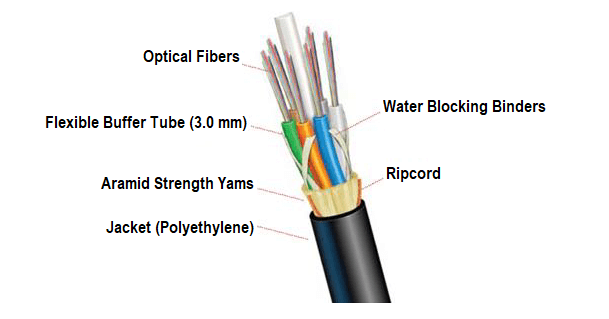 Optical Fibers
Water Blocking Binders
Flexible Buffer Tube (3.0 mm)
Ripcord
Aramid Strength Yams
Jacket (Polyethylene)